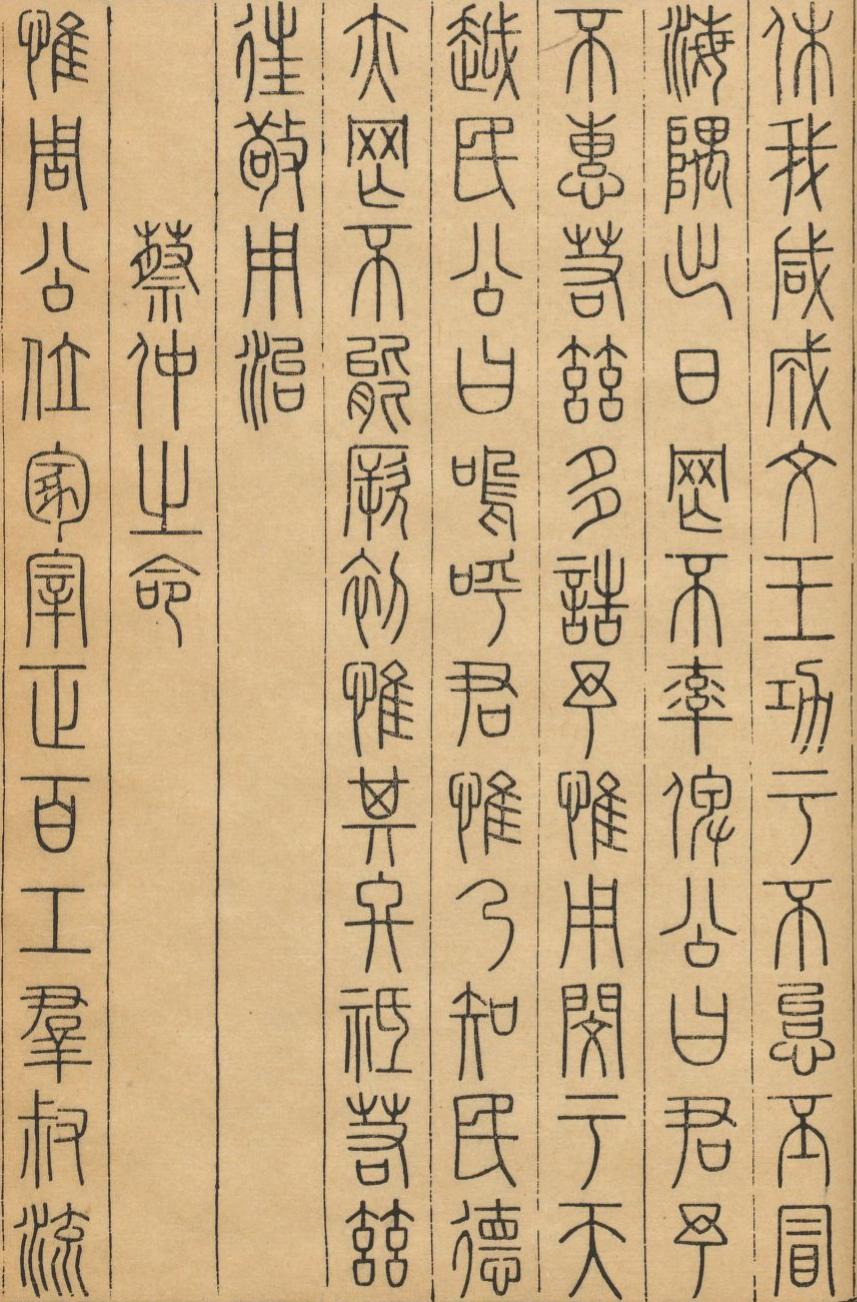 休我咸成文王功于不怠丕冒
海隅出日罔不率俾公曰君予
不惠若茲多誥予惟用閔于天
越民公曰嗚呼君惟乃知民德
亦罔不能厥初惟其終祗若茲
往敬用治
蔡仲之命
惟周公位冢宰正百工羣叔流